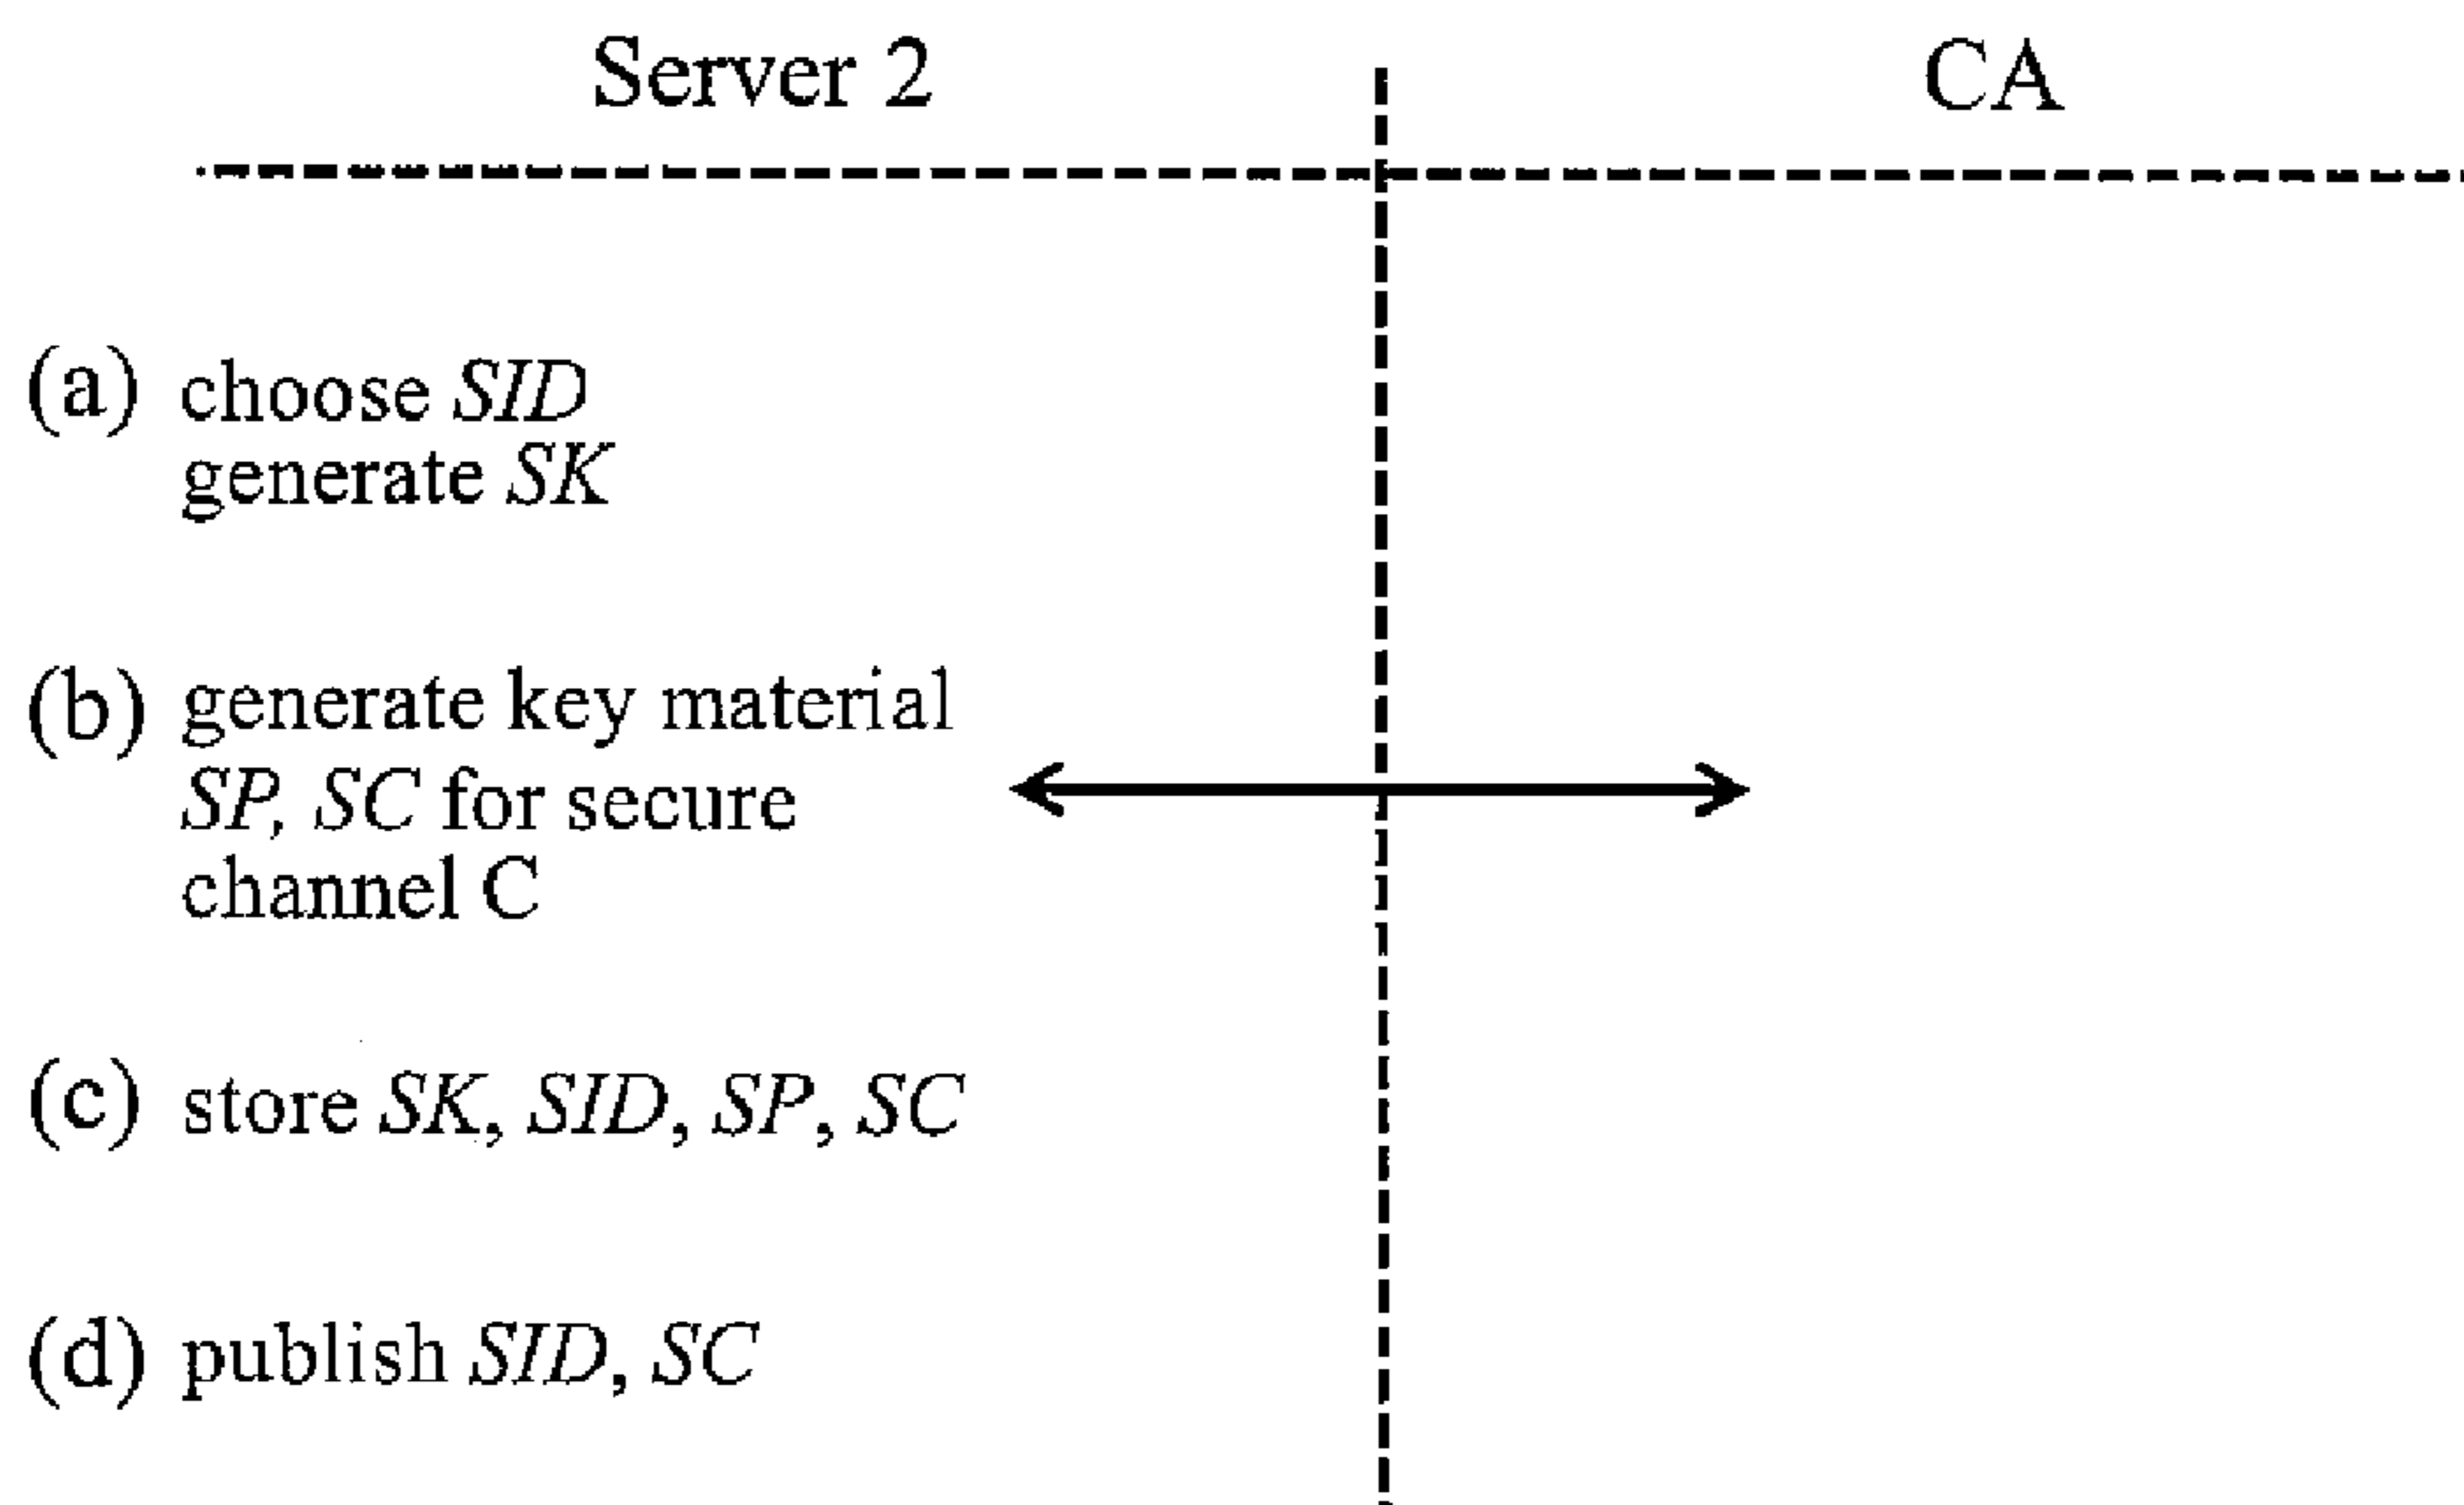 Server 2 CA
(a) choose SID
generate SK
(b) generate key material
SP, SC for secure
channel C
(c) store SK, SID, SP, SC
(d) publish SID, SC